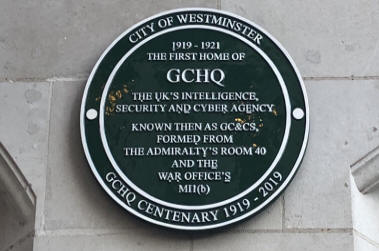 CITY OF WESTMINSTER
1919 - 1921
THE FIRST HOME OF
GCHQ
THE UK'S INTELLIGENCE,
SECURITY AND CYBER AGENCY
KNOWN THEN AS GC&CS,
FORMED FROM
THE ADMIRALTY'S ROOM 40
AND THE
WAR OFFICE'S
MI1(b)
GCHQ CENTENARY 1919 - 2019